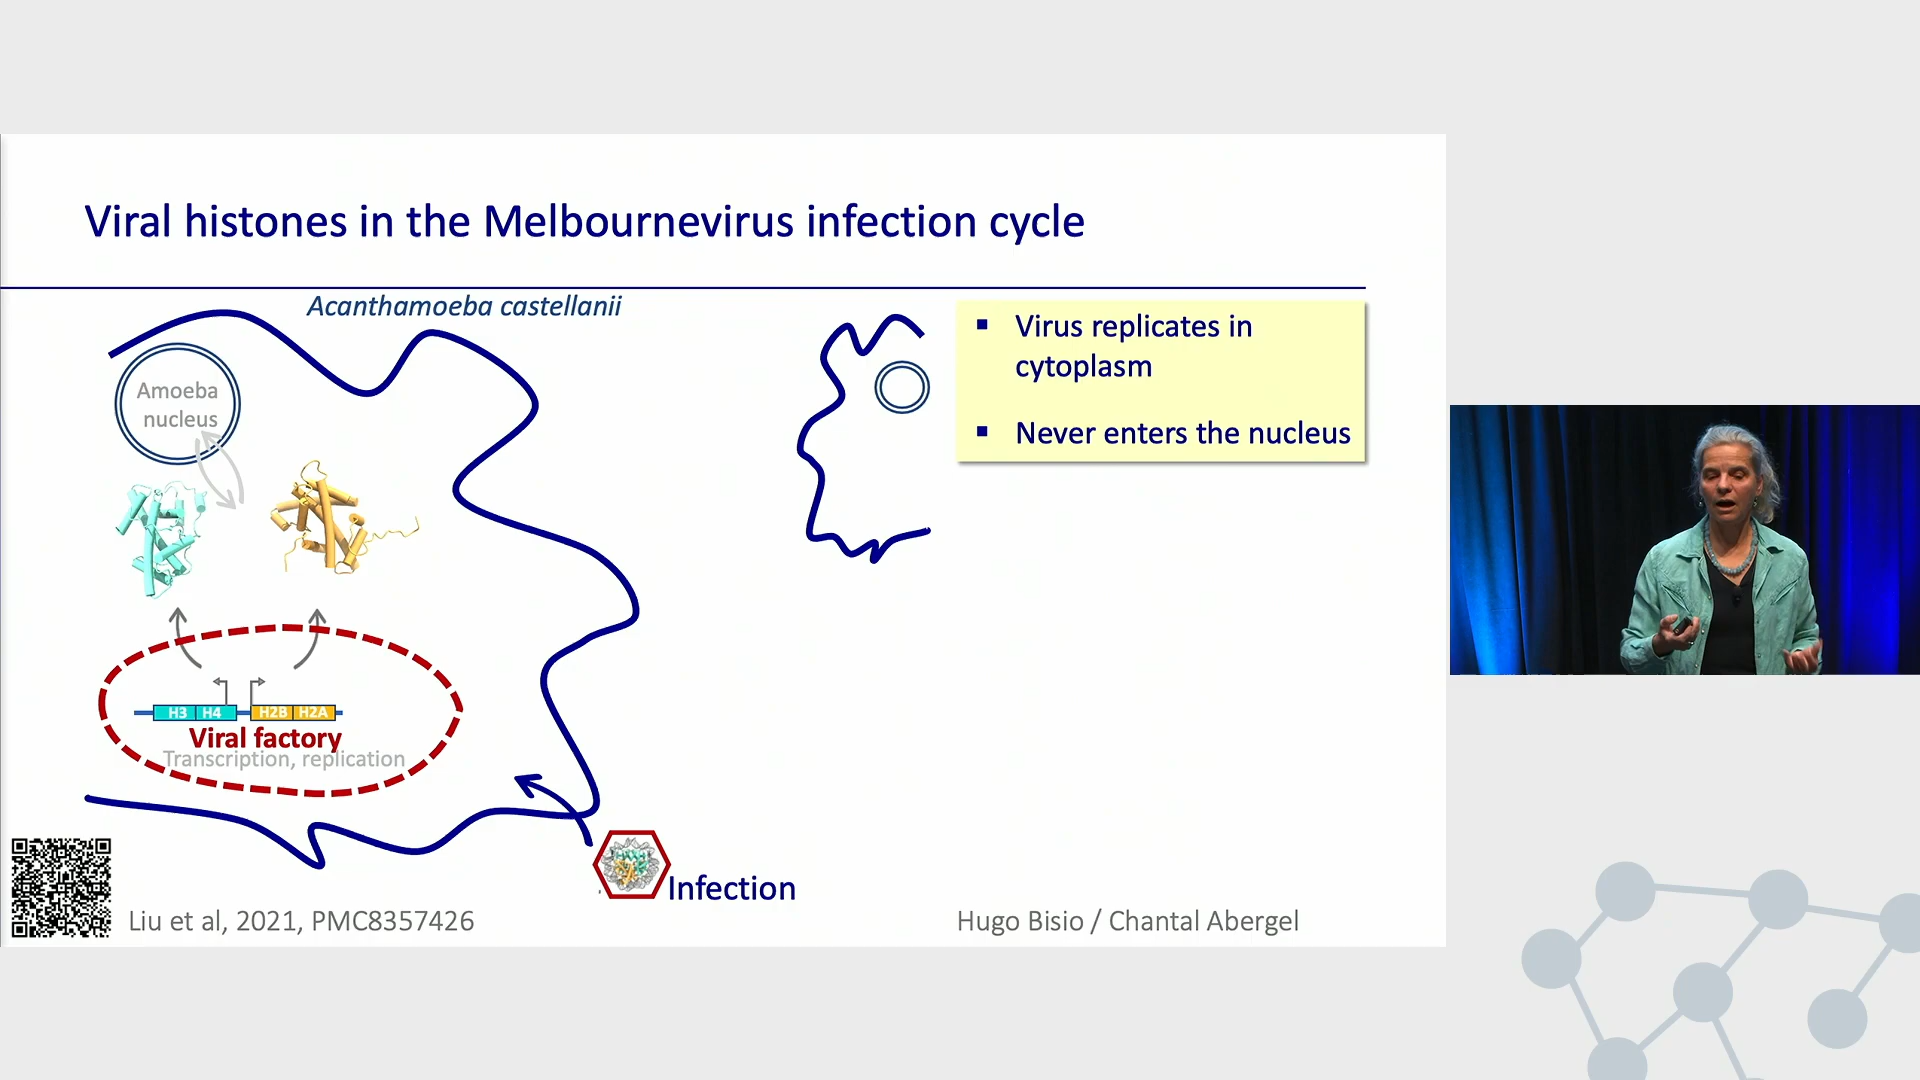 Viral histones in the Melbournevirus infection cycle
Acanthamoeba castellanii
Amoeba
nucleus
H3 H4 H2B H2A
Viral factory
Transcription, replication
Infection
Virus replicates in
cytoplasm
Never enters the nucleus
Liu et al, 2021, PMC8357426
Hugo Bisio / Chantal Abergel